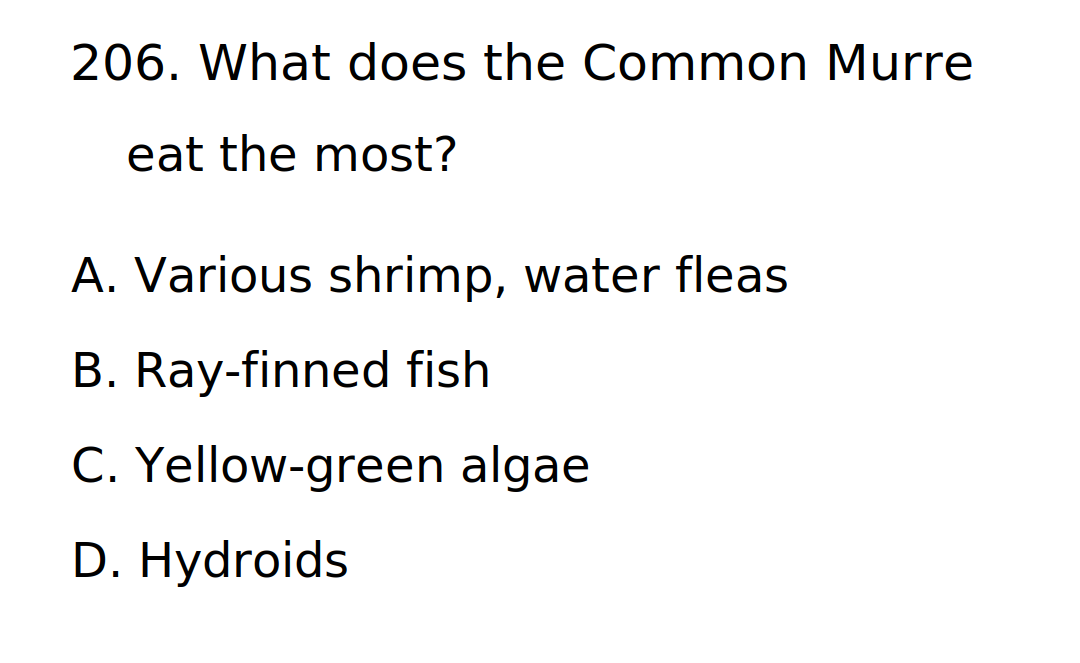 206. What does the Common Murre
eat the most?
A. Various shrimp, water fleas
B. Ray-finned fish
C. Yellow-green algae
D. Hydroids